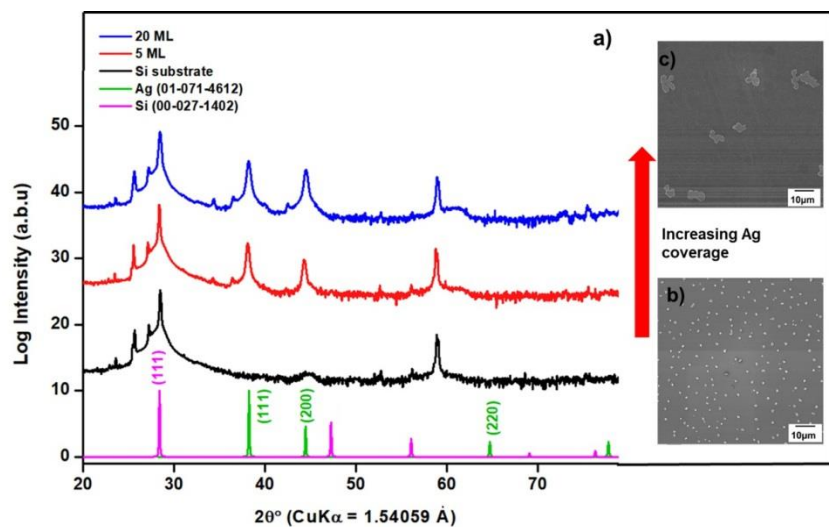 20 ML
5 ML
Si substrate
Ag (01-071-4612)
Si (00-027-1402)
a)
c)
10µm
Increasing Ag
coverage
b)
10µm
Log Intensity (a.b.u)
50
40
30
20
10
0
(111)
(111)
(200)
(220)
20
30
40
50
60
70
2θ° (CuKα = 1.54059 Å)